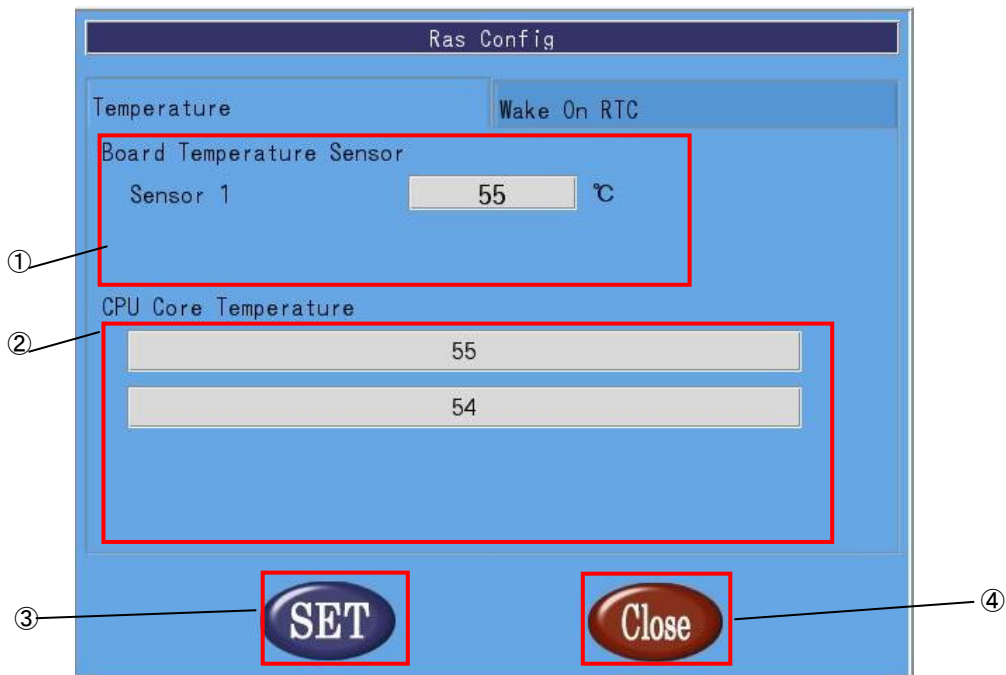 Ras Config
Temperature
Wake On RTC
Board Temperature Sensor
Sensor 1
55
℃
①
CPU Core Temperature
②
55
54
③
SET
Close
④